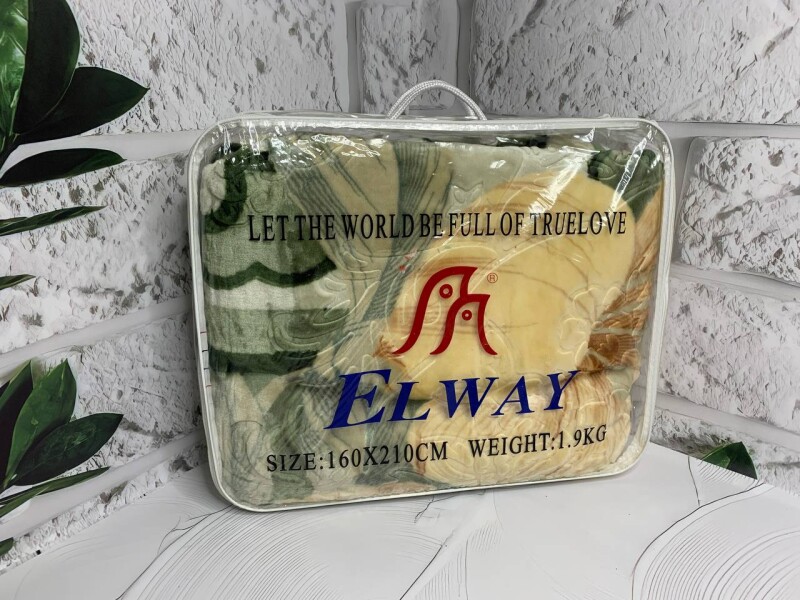 LET THE WORLD BE FULL OF TRUELOVE
®
ELWAY
SIZE:160X210CM WEIGHT:1.9KG